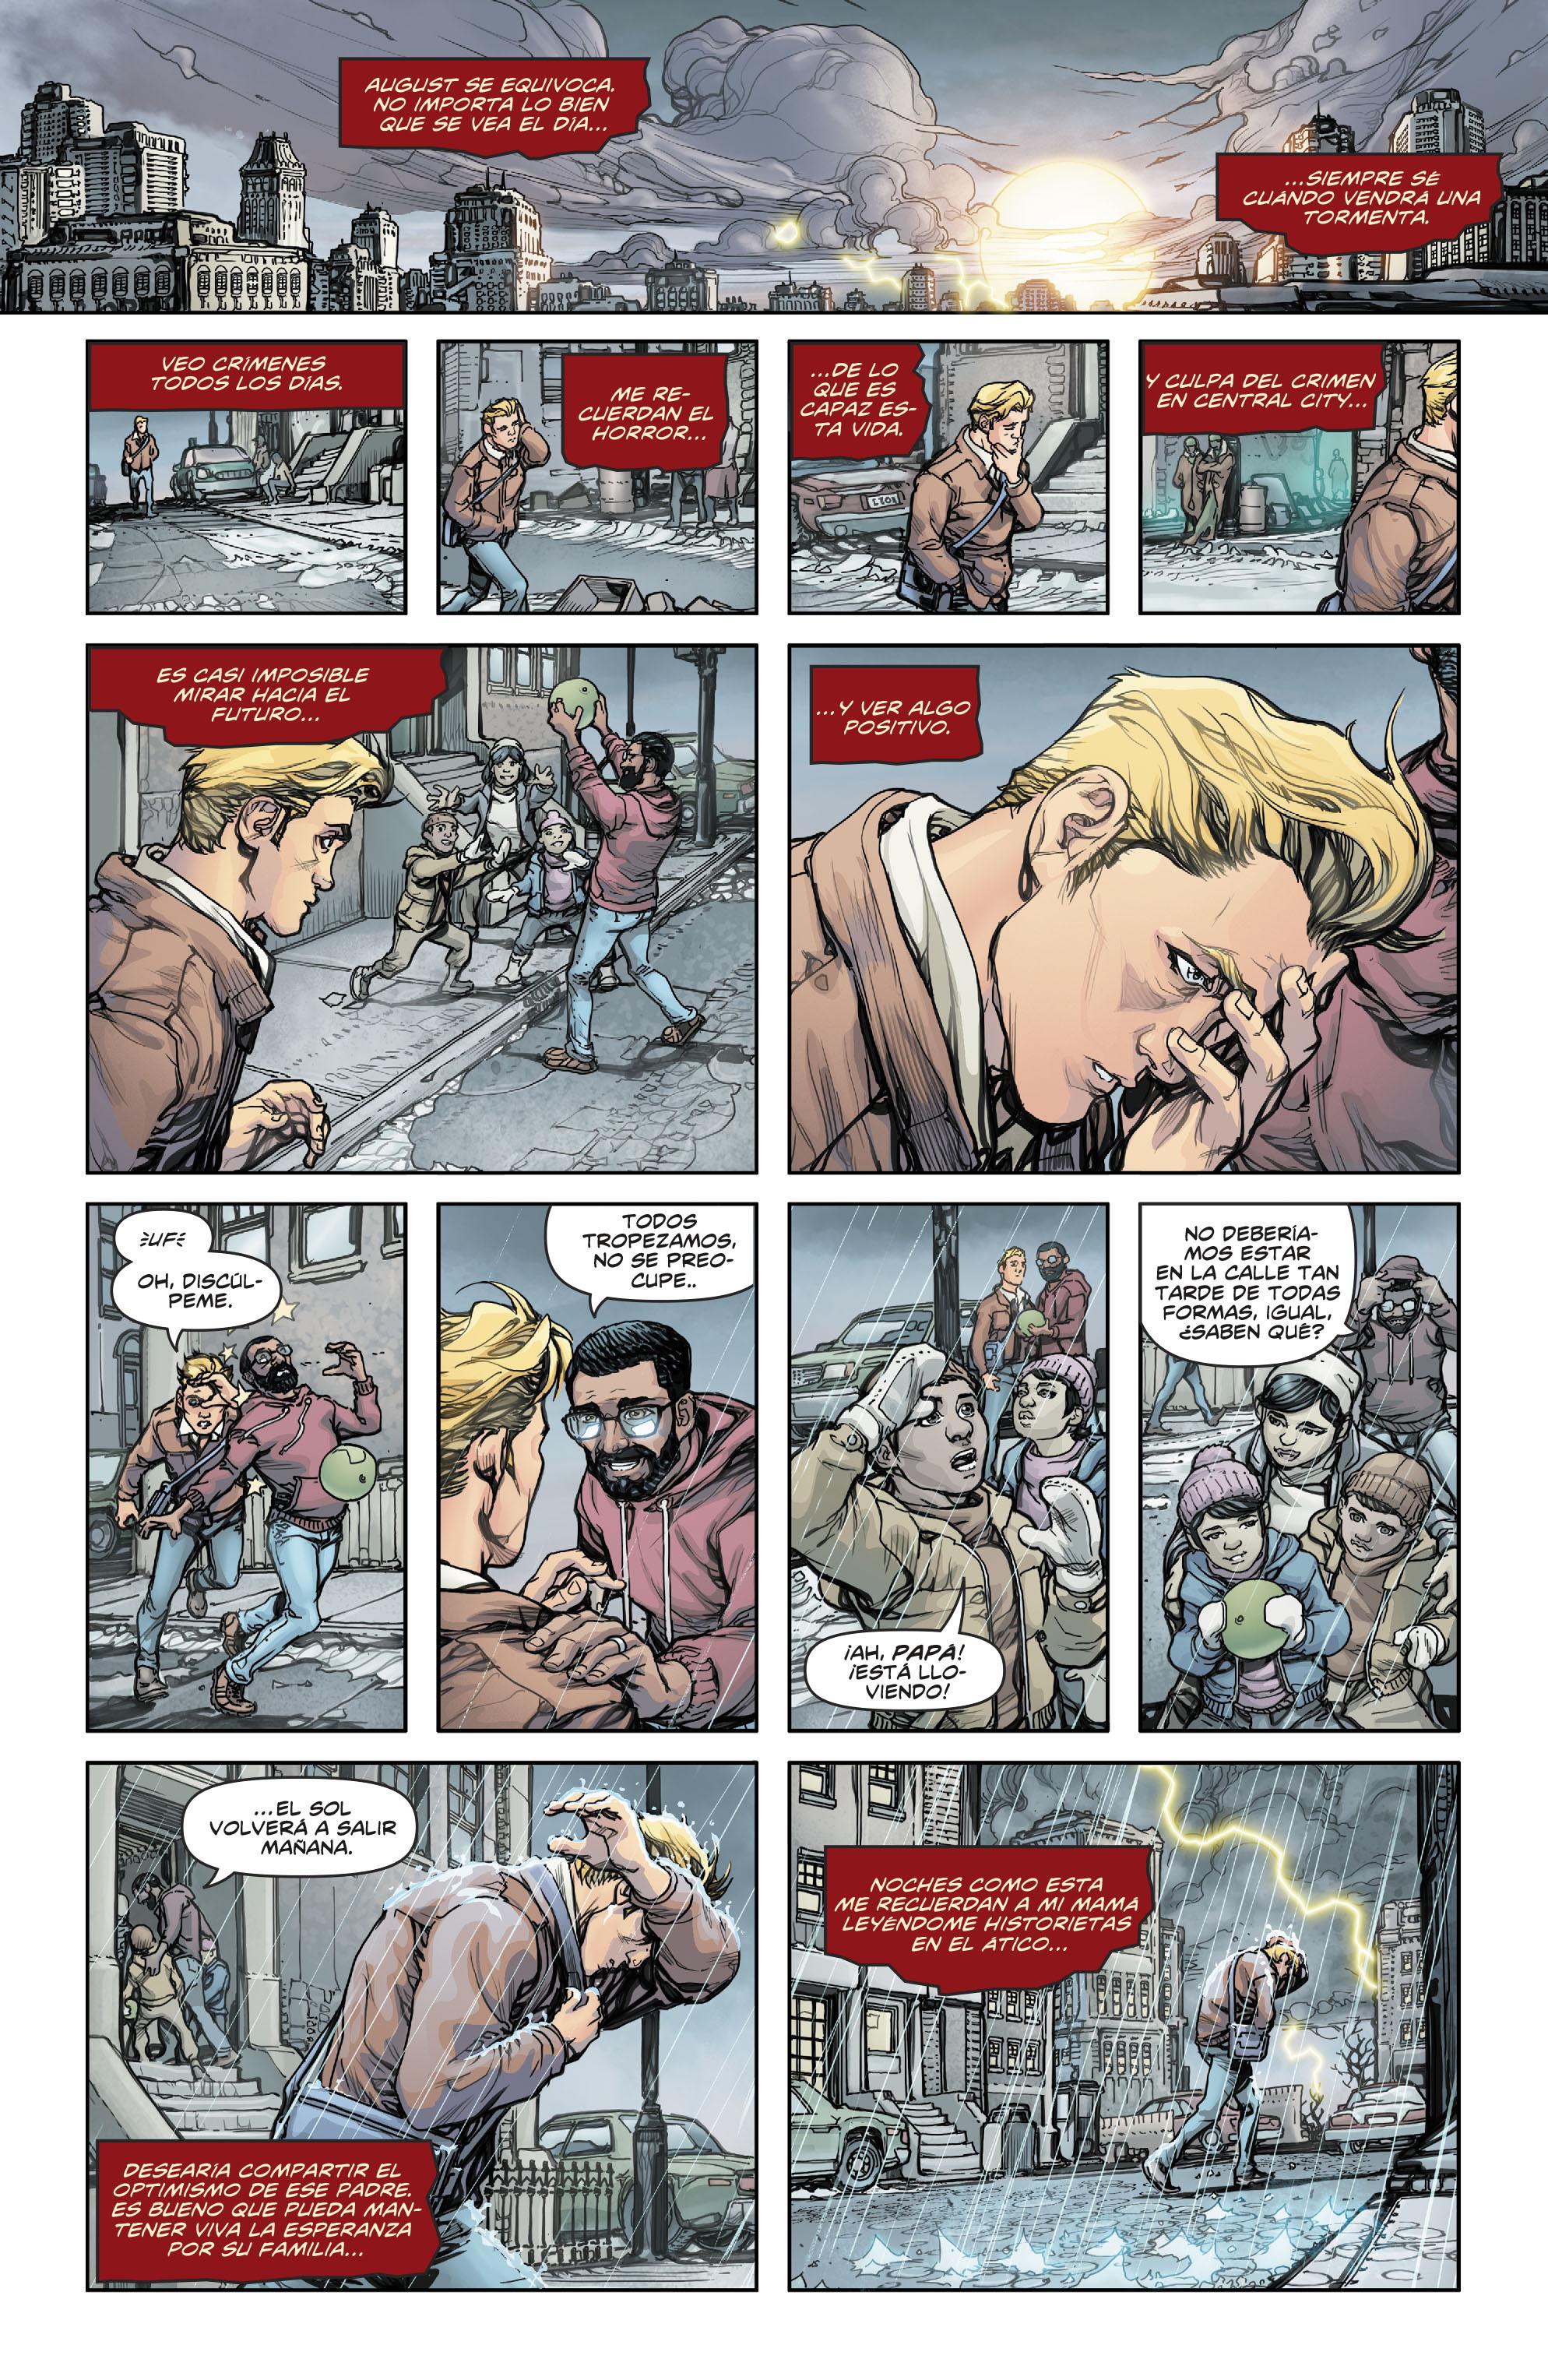 AUGUST SE EQUIVOCA.
NO IMPORTA LO BIEN
QUE SE VEA EL DÍA...
...SIEMPRE SÉ
CUÁNDO VENDRÁ UNA
TORMENTA.
VEO CRÍMENES
TODOS LOS DÍAS.
ME RE-
CUERDAN EL
HORROR...
...DE LO
QUE ES
CAPAZ ES-
TA VIDA.
Y CULPA DEL CRIMEN
EN CENTRAL CITY...
ES CASI IMPOSIBLE
MIRAR HACIA EL
FUTURO...
...Y VER ALGO
POSITIVO.
UF
OH, DISCÚL-
PEME.
TODOS
TROPEZAMOS,
NO SE PREO-
CUPE..
¡AH, PAPÁ!
¡ESTÁ LLO-
VIENDO!
NO DEBERÍA-
MOS ESTAR
EN LA CALLE TAN
TARDE DE TODAS
FORMAS, IGUAL,
¿SABEN QUÉ?
...EL SOL
VOLVERÁ A SALIR
MAÑANA.
DESEARÍA COMPARTIR EL
OPTIMISMO DE ESE PADRE.
ES BUENO QUE PUEDA MAN-
TENER VIVA LA ESPERANZA
POR SU FAMILIA...
NOCHES COMO ESTA
ME RECUERDAN A MI MAMÁ
LEYÉNDOME HISTORIETAS
EN EL ÁTICO...